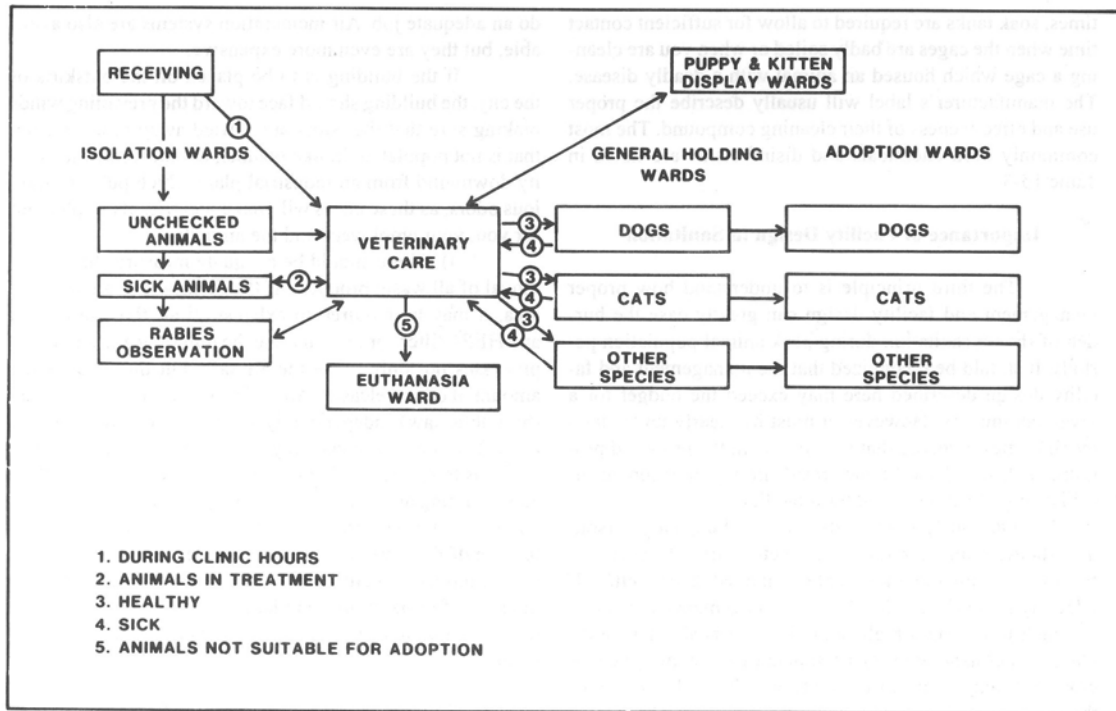 RECEIVING
PUPPY & KITTEN
DISPLAY WARDS
1
ISOLATION WARDS
GENERAL HOLDING
WARDS
ADOPTION WARDS
UNCHECKED
ANIMALS
VETERINARY
CARE
3
4
DOGS
DOGS
SICK ANIMALS
2
3
4
CATS
CATS
RABIES
OBSERVATION
5
3
4
OTHER
SPECIES
OTHER
SPECIES
EUTHANASIA
WARD
1. DURING CLINIC HOURS
2. ANIMALS IN TREATMENT
3. HEALTHY
4. SICK
5. ANIMALS NOT SUITABLE FOR ADOPTION